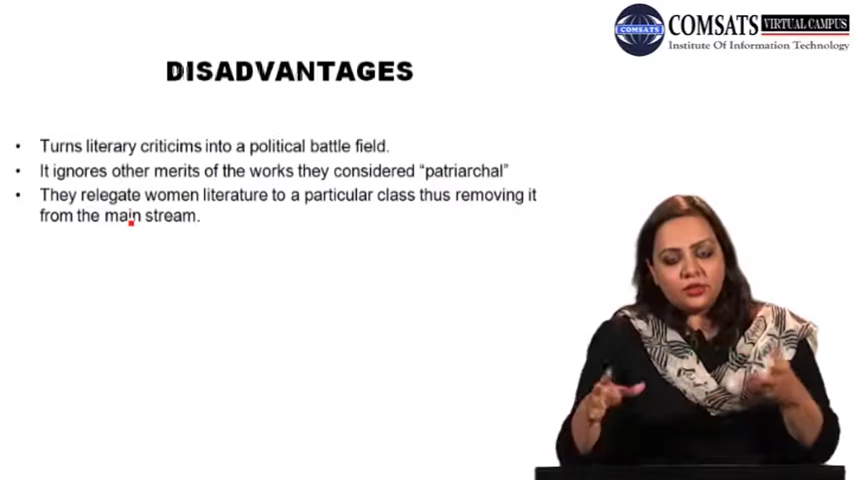 COMSATS VIRTUAL CAMPUS
COMSATS
Institute Of Information Technology
DISADVANTAGES
• Turns literary criticims into a political battle field.
• It ignores other merits of the works they considered “patriarchal”
• They relegate women literature to a particular class thus removing it
from the main stream.